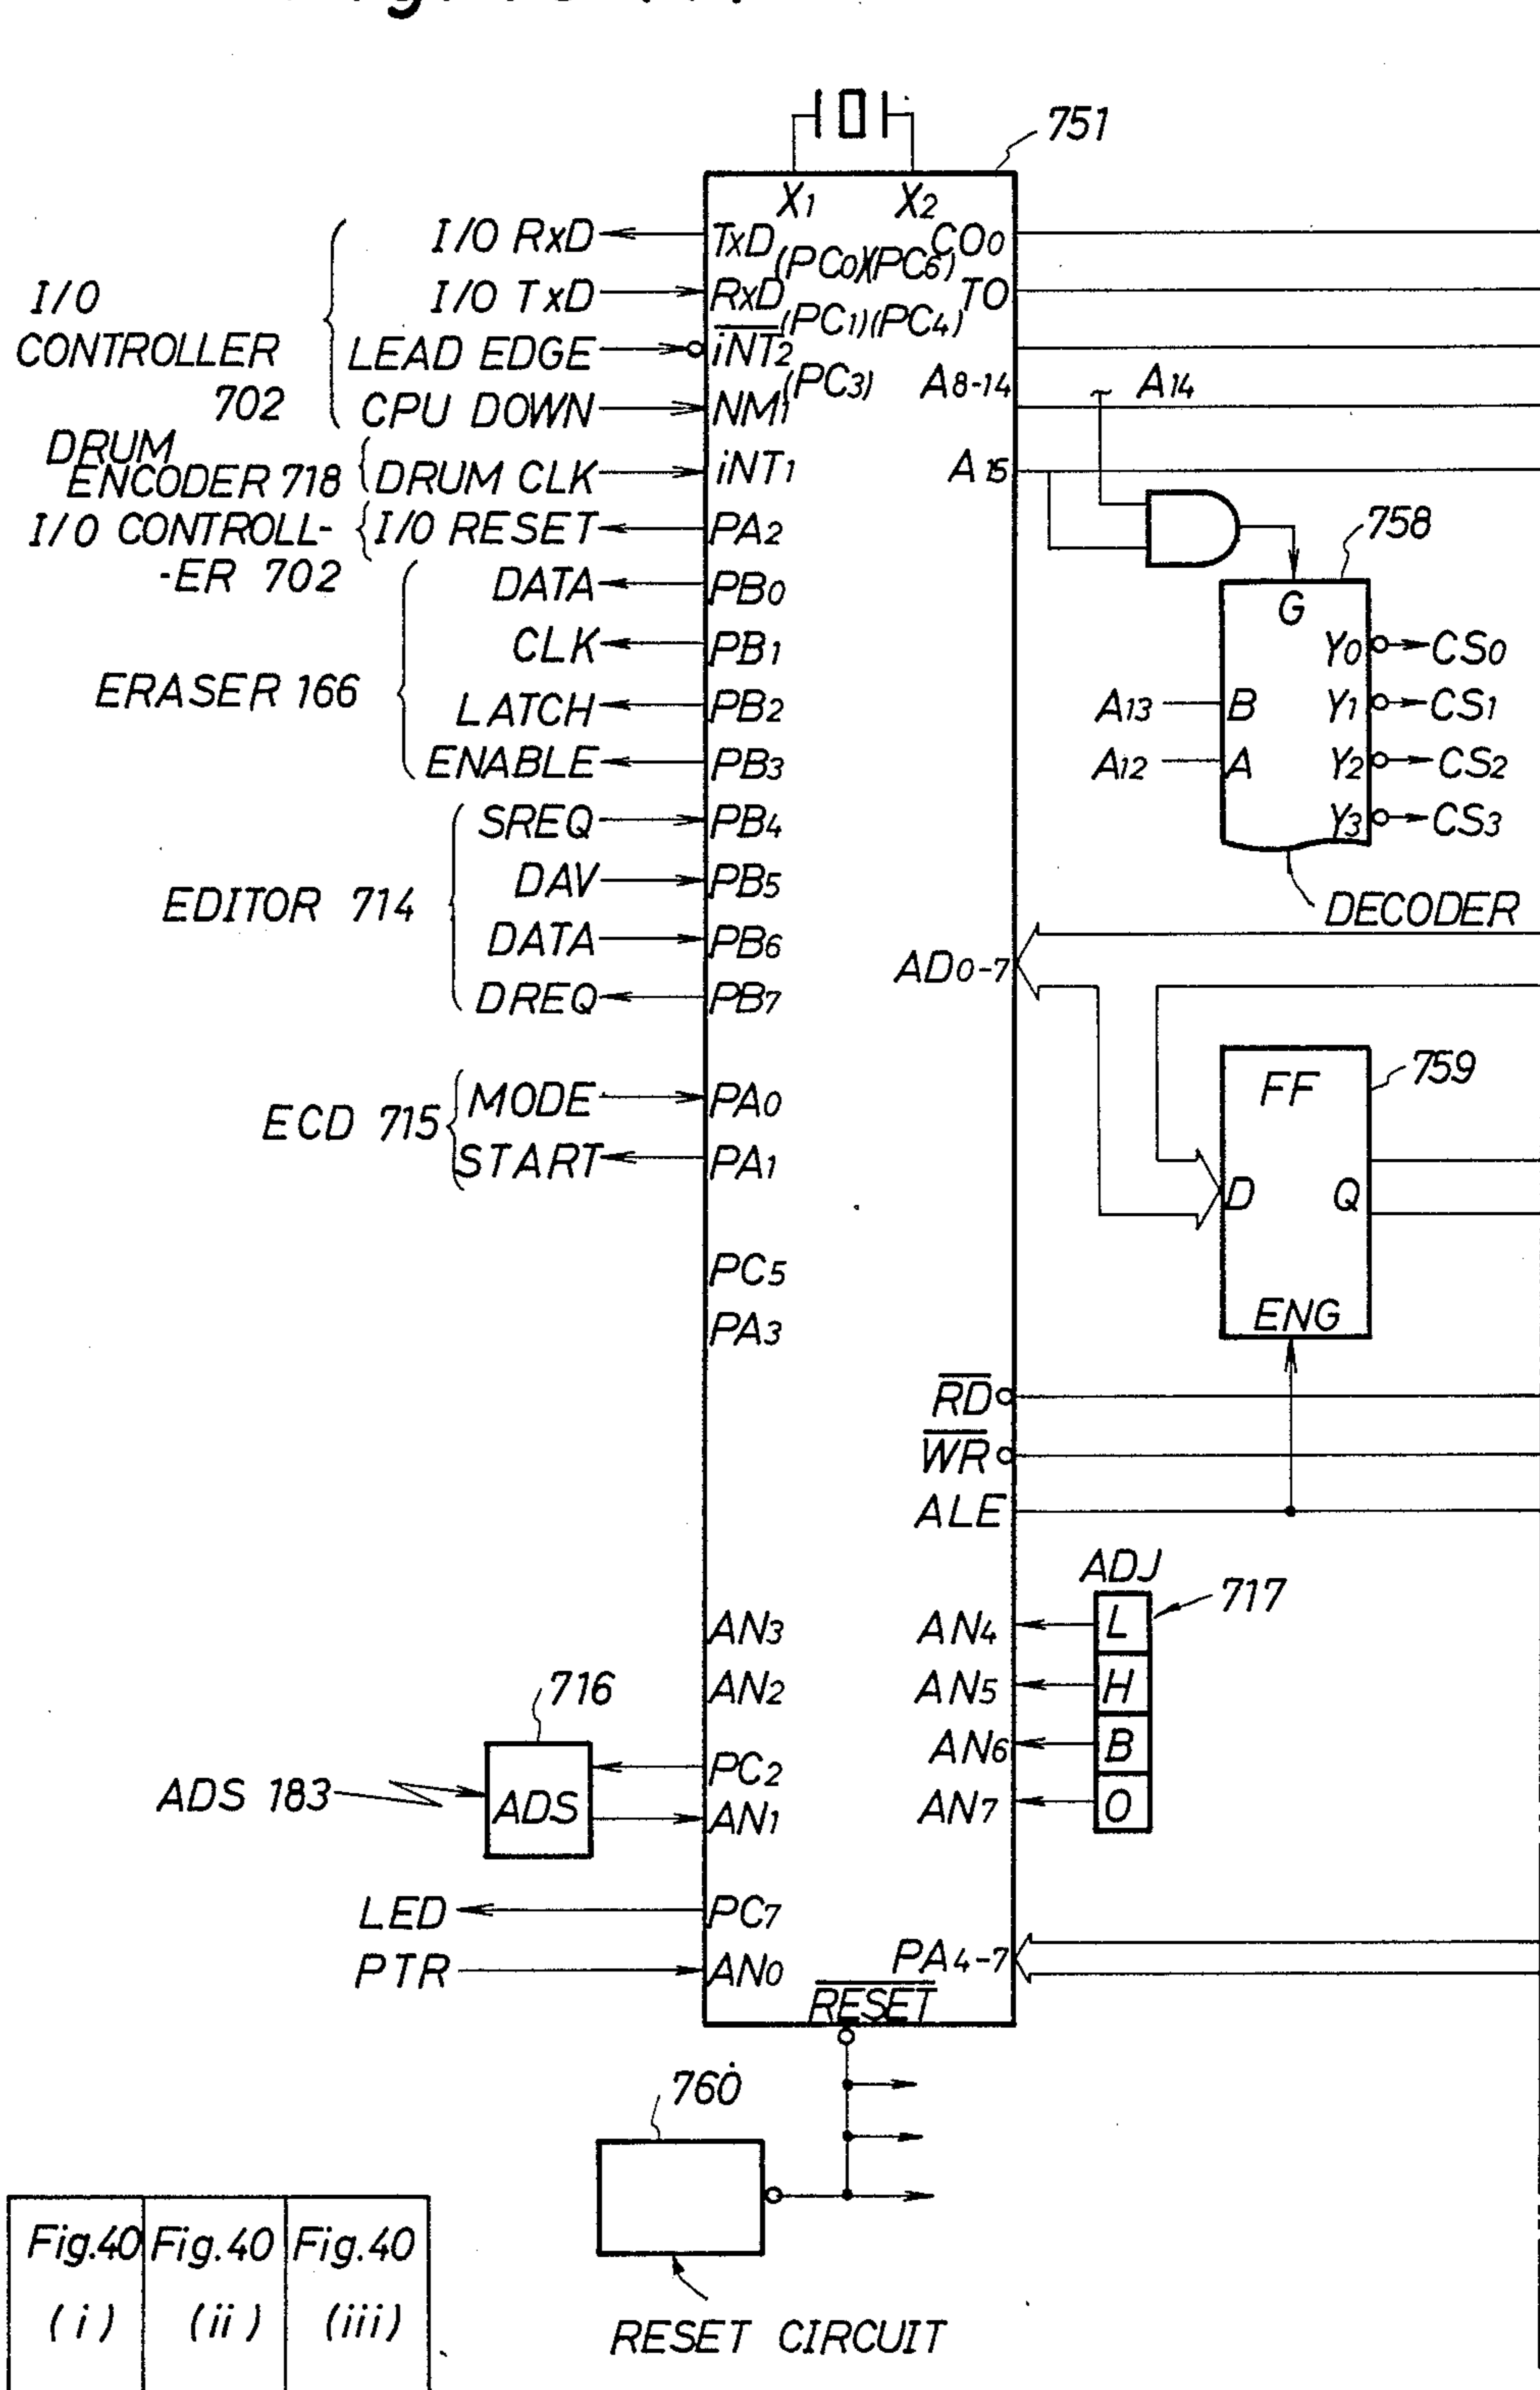 751
X1 X2
I/O RxD TxD (PC0)(PC6) CO0
I/O TxD RxD (PC1)(PC4) TO
I/O CONTROLLER 702
LEAD EDGE iNT2 (PC3) A8-14 A14
CPU DOWN NMi
DRUM ENCODER 718 DRUM CLK iNT1 A15
I/O CONTROLL-
-ER 702
I/O RESET PA2
758
G
DATA PB0
CLK PB1
ERASER 166
LATCH PB2
ENABLE PB3
Y0 CS0
A13 B Y1 CS1
A12 A Y2 CS2
Y3 CS3
DECODER
SREQ PB4
DAV PB5
EDITOR 714
DATA PB6
DREQ PB7
AD0-7
759
FF
D Q
ENG
ECD 715
MODE PA0
START PA1
PC5
PA3
RD
WR
ALE
ADJ
717
AN3 AN4 L
AN2 AN5 H
AN6 B
AN7 O
716
ADS 183 ADS
PC2
AN1
LED PC7
PTR AN0
PA4-7
RESET
760
RESET CIRCUIT
Fig.40 Fig.40 Fig.40
(i) (ii) (iii)